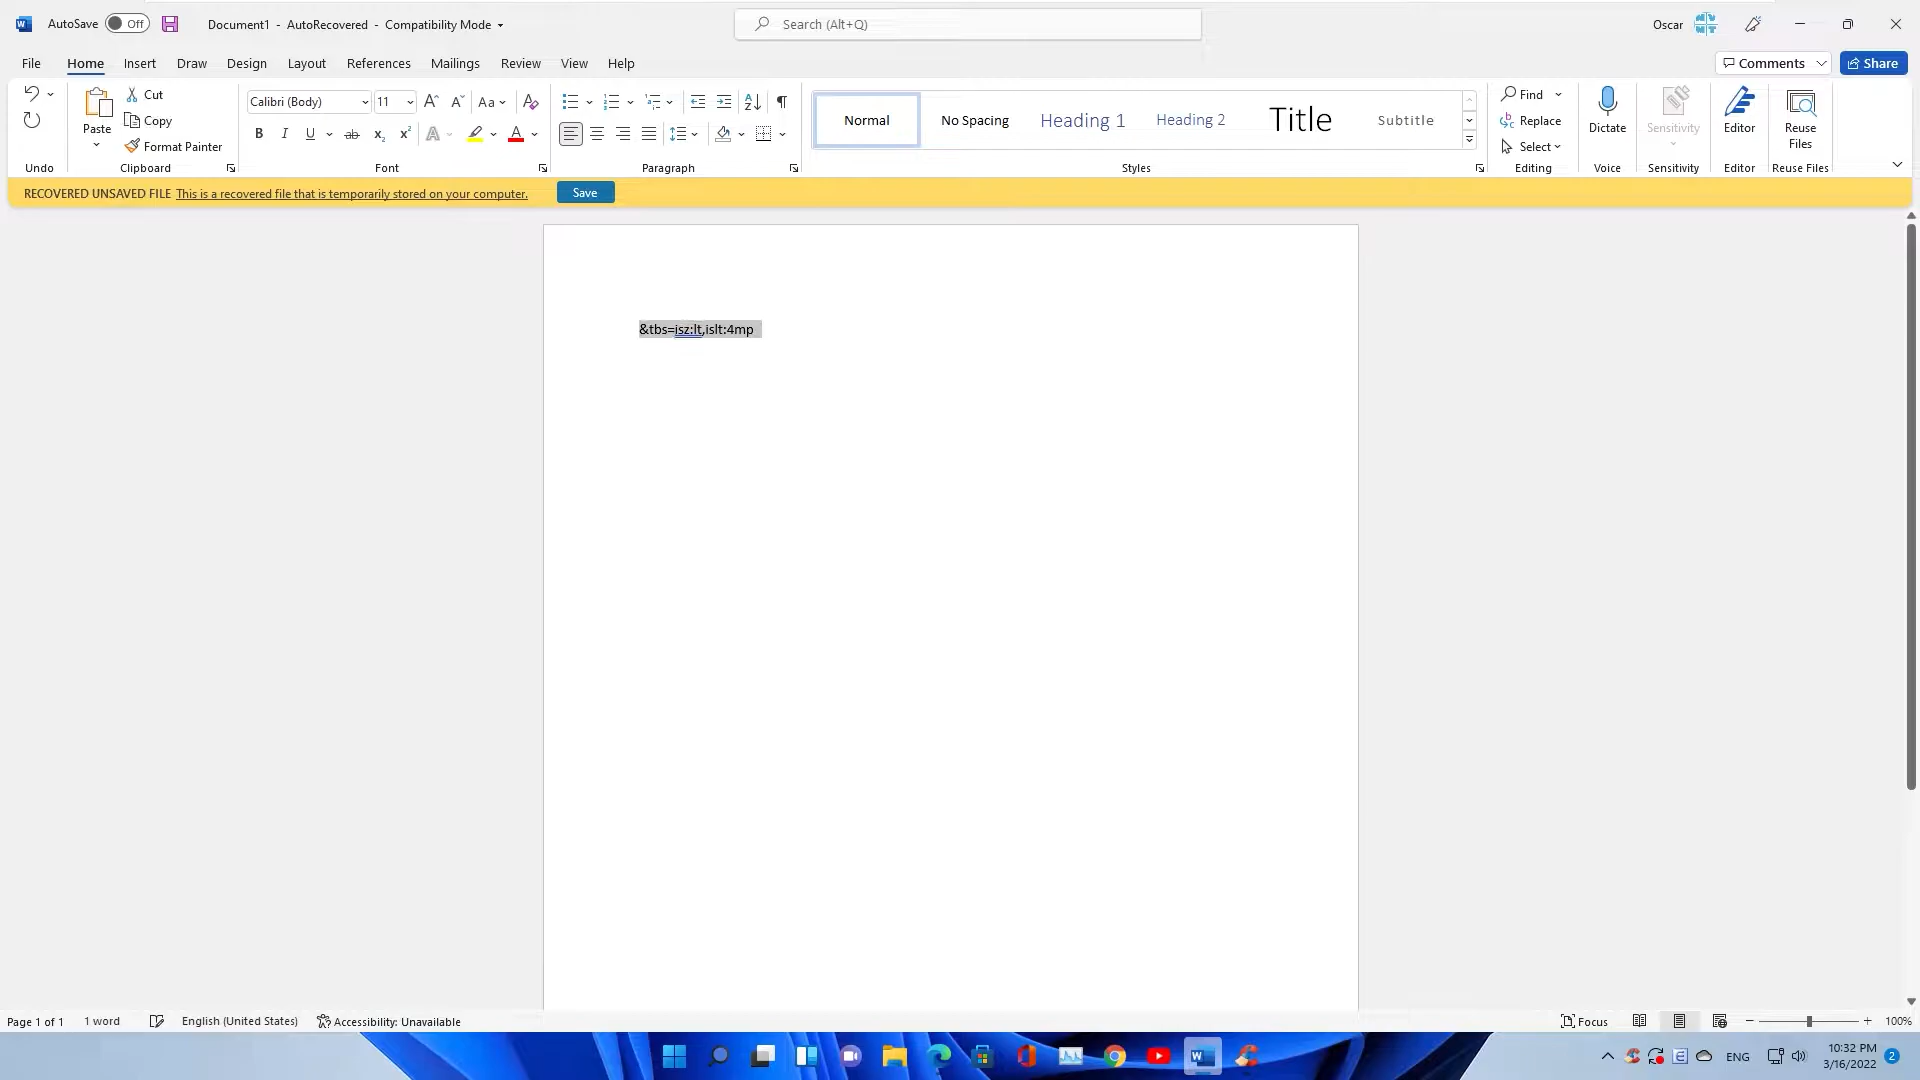 AutoSave Off Document1 - AutoRecovered - Compatibility Mode Search (Alt+Q) Oscar
File Home Insert Draw Design Layout References Mailings Review View Help Comments Share
Cut
Copy
Format Painter
Paste
Calibri (Body) 11
Normal No Spacing Heading 1 Heading 2 Title Subtitle
Find
Replace
Select
Dictate Sensitivity Editor Reuse Files
Undo Clipboard Font Paragraph Styles Editing Voice Sensitivity Editor Reuse Files
RECOVERED UNSAVED FILE This is a recovered file that is temporarily stored on your computer. Save
&tbs=isz:lt,islt:4mp
Page 1 of 1 1 word English (United States) Accessibility: Unavailable Focus 100%
ENG 10:32 PM 2
3/16/2022